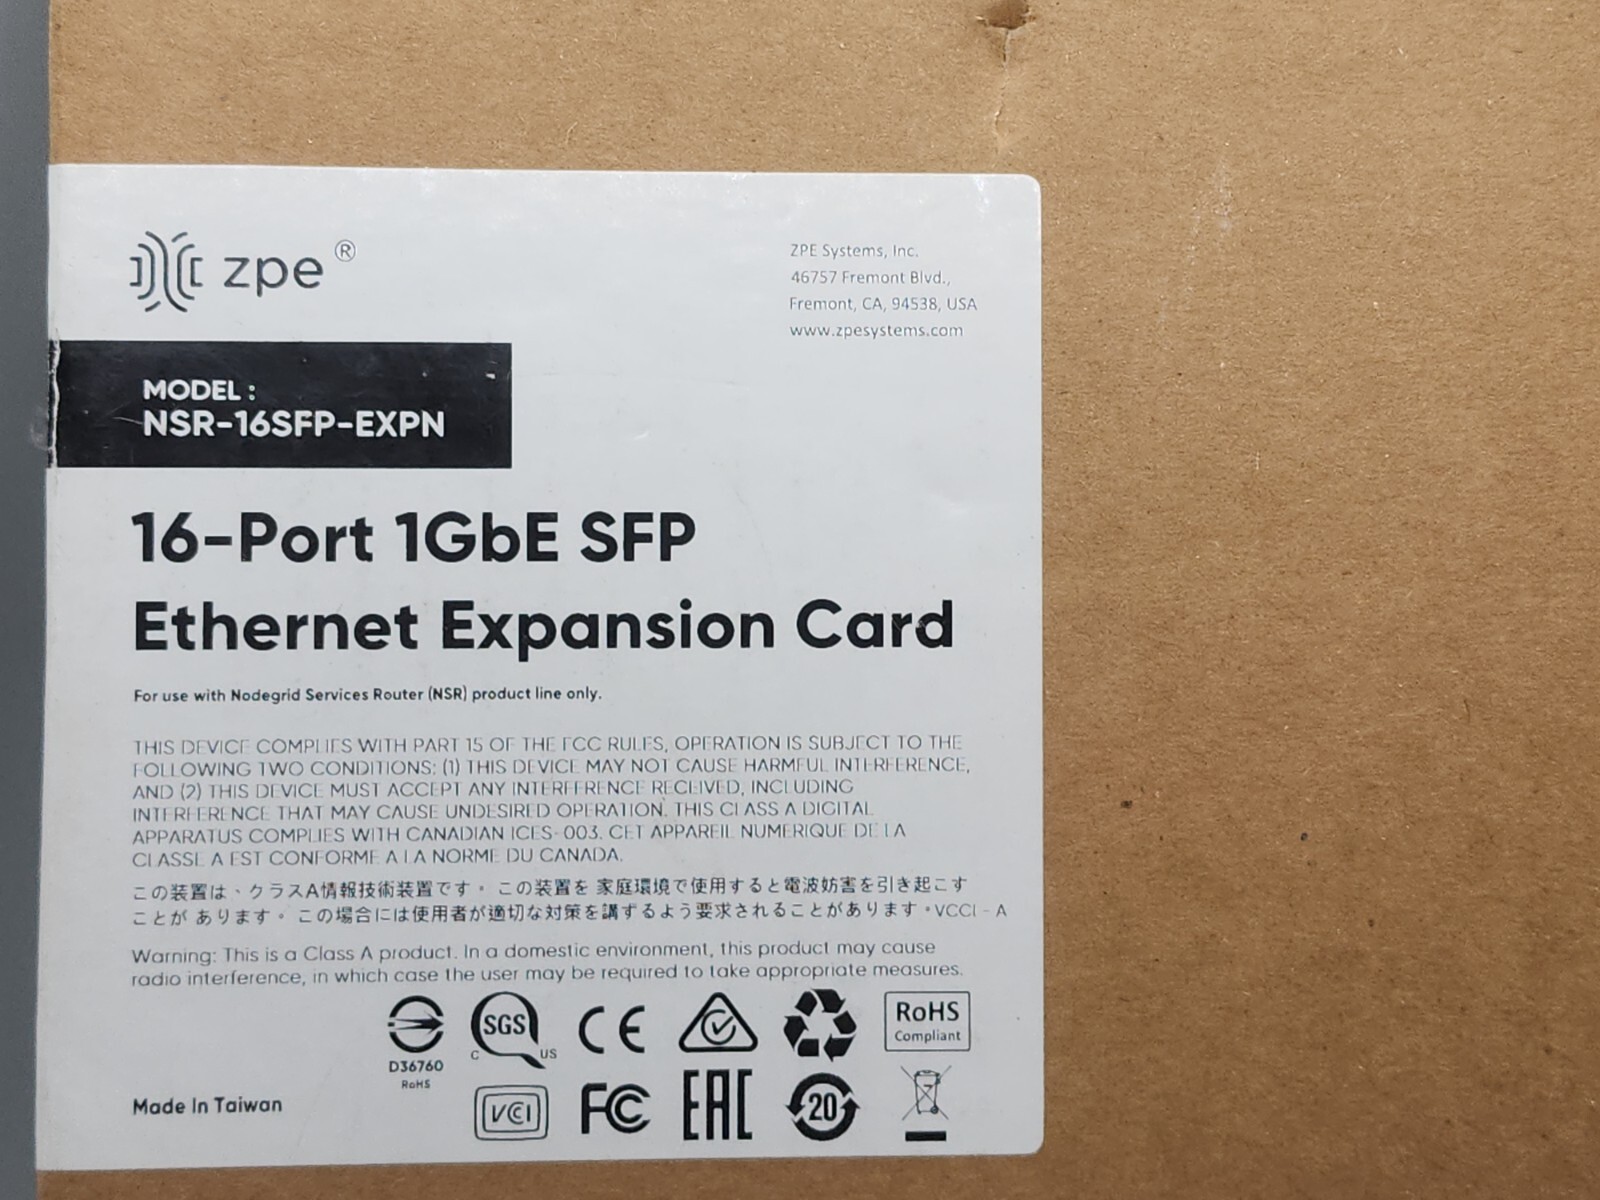 zpe®
ZPE Systems, Inc.
46757 Fremont Blvd.,
Fremont, CA, 94538, USA
www.zpesystems.com
MODEL :
NSR-16SFP-EXPN
16-Port 1GbE SFP
Ethernet Expansion Card
For use with Nodegrid Services Router (NSR) product line only.
THIS DEVICE COMPLIES WITH PART 15 OF THE FCC RULES, OPERATION IS SUBJECT TO THE
FOLLOWING TWO CONDITIONS: (1) THIS DEVICE MAY NOT CAUSE HARMFUL INTERFERENCE,
AND (2) THIS DEVICE MUST ACCEPT ANY INTERFERENCE RECEIVED, INCLUDING
INTERFERENCE THAT MAY CAUSE UNDESIRED OPERATION. THIS CLASS A DIGITAL
APPARATUS COMPLIES WITH CANADIAN ICES-003. CET APPAREIL NUMERIQUE DE LA
CLASSE A EST CONFORME A LA NORME DU CANADA.
この装置は、クラスA情報技術装置です。 この装置を 家庭環境で使用すると電波妨害を引き起こす
ことが あります。 この場合には使用者が適切な対策を講ずるよう要求されることがあります。VCCI - A
Warning: This is a Class A product. In a domestic environment, this product may cause
radio interference, in which case the user may be required to take appropriate measures.
D36760
RoHS
C SGS US
CE
RoHS
Compliant
Made In Taiwan
VCCI
FC
EAC
20